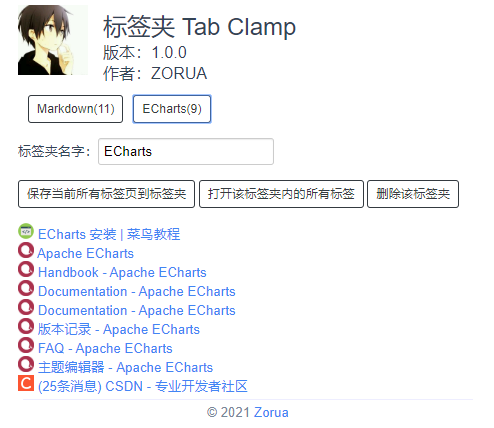 标签夹 Tab Clamp
版本：1.0.0
作者：ZORUA
Markdown(11) ECharts(9)
标签夹名字： ECharts
保存当前所有标签页到标签夹 打开该标签夹内的所有标签 删除该标签夹
ECharts 安装 | 菜鸟教程
Apache ECharts
Handbook - Apache ECharts
Documentation - Apache ECharts
Documentation - Apache ECharts
版本记录 - Apache ECharts
FAQ - Apache ECharts
主题编辑器 - Apache ECharts
C (25条消息) CSDN - 专业开发者社区
© 2021 Zorua